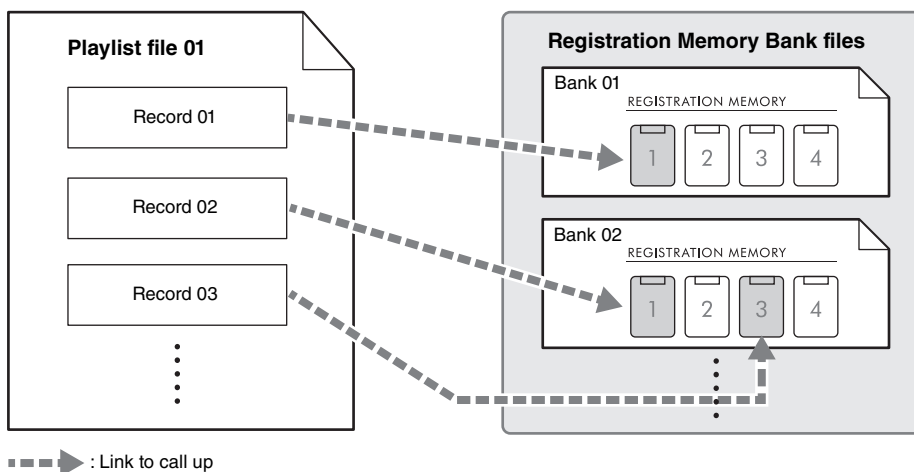 Playlist file 01
Record 01
Record 02
Record 03
Registration Memory Bank files
Bank 01
REGISTRATION MEMORY
1 2 3 4
Bank 02
REGISTRATION MEMORY
1 2 3 4
: Link to call up